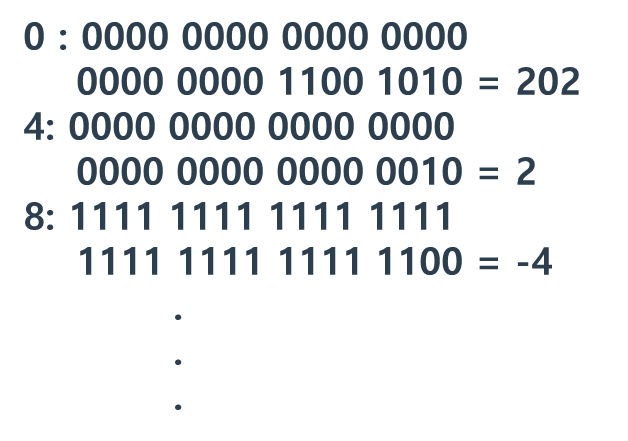 0 : 0000 0000 0000 0000
0000 0000 1100 1010 = 202
4: 0000 0000 0000 0000
0000 0000 0000 0010 = 2
8: 1111 1111 1111 1111
1111 1111 1111 1100 = -4
.
.
.